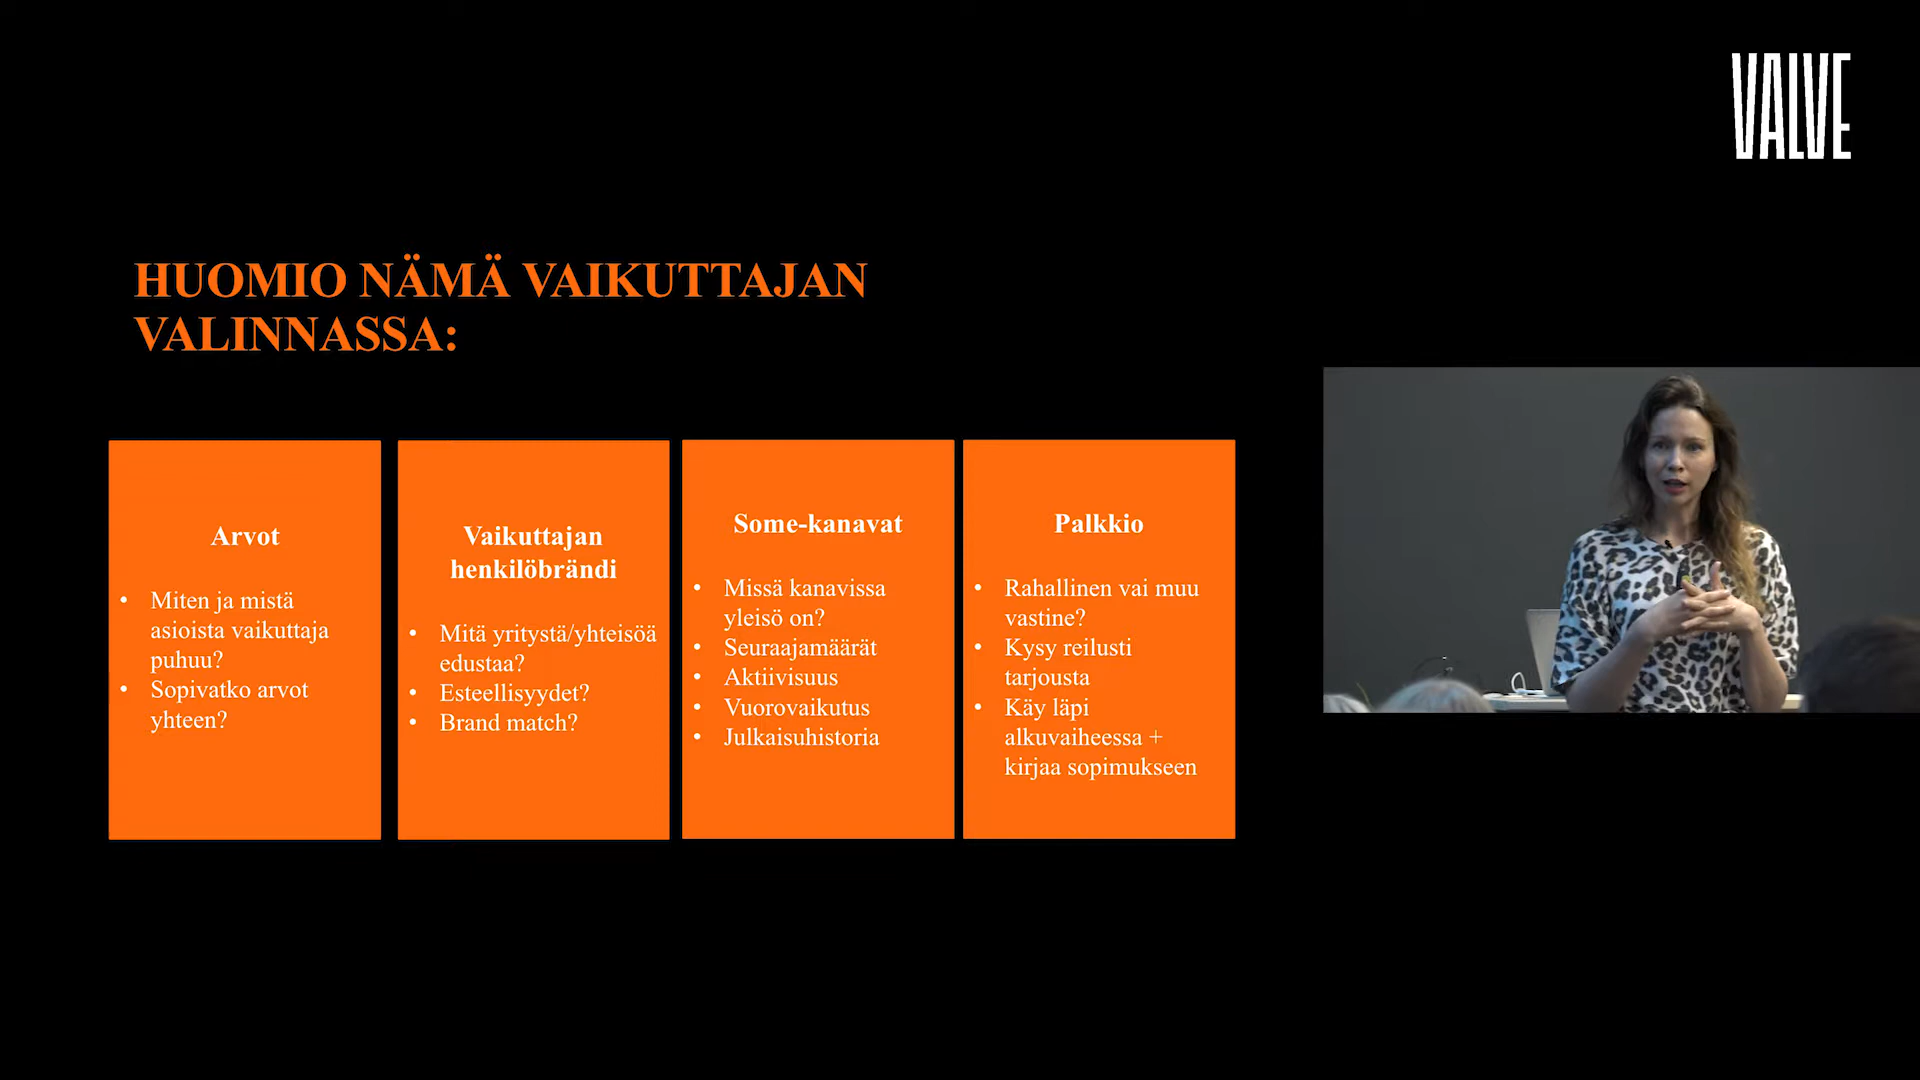 VALVE
HUOMIO NÄMÄ VAIKUTTAJAN
VALINNASSA:
Arvot
• Miten ja mistä
asioista vaikuttaja
puhuu?
• Sopivatko arvot
yhteen?
Vaikuttajan
henkilöbrändi
• Mitä yritystä/yhteisöä
edustaa?
• Esteellisyydet?
• Brand match?
Some-kanavat
• Missä kanavissa
yleisö on?
• Seuraajamäärät
• Aktiivisuus
• Vuorovaikutus
• Julkaisuhistoria
Palkkio
• Rahallinen vai muu
vastine?
• Kysy reilusti
tarjousta
• Käy läpi
alkuvaiheessa +
kirjaa sopimukseen